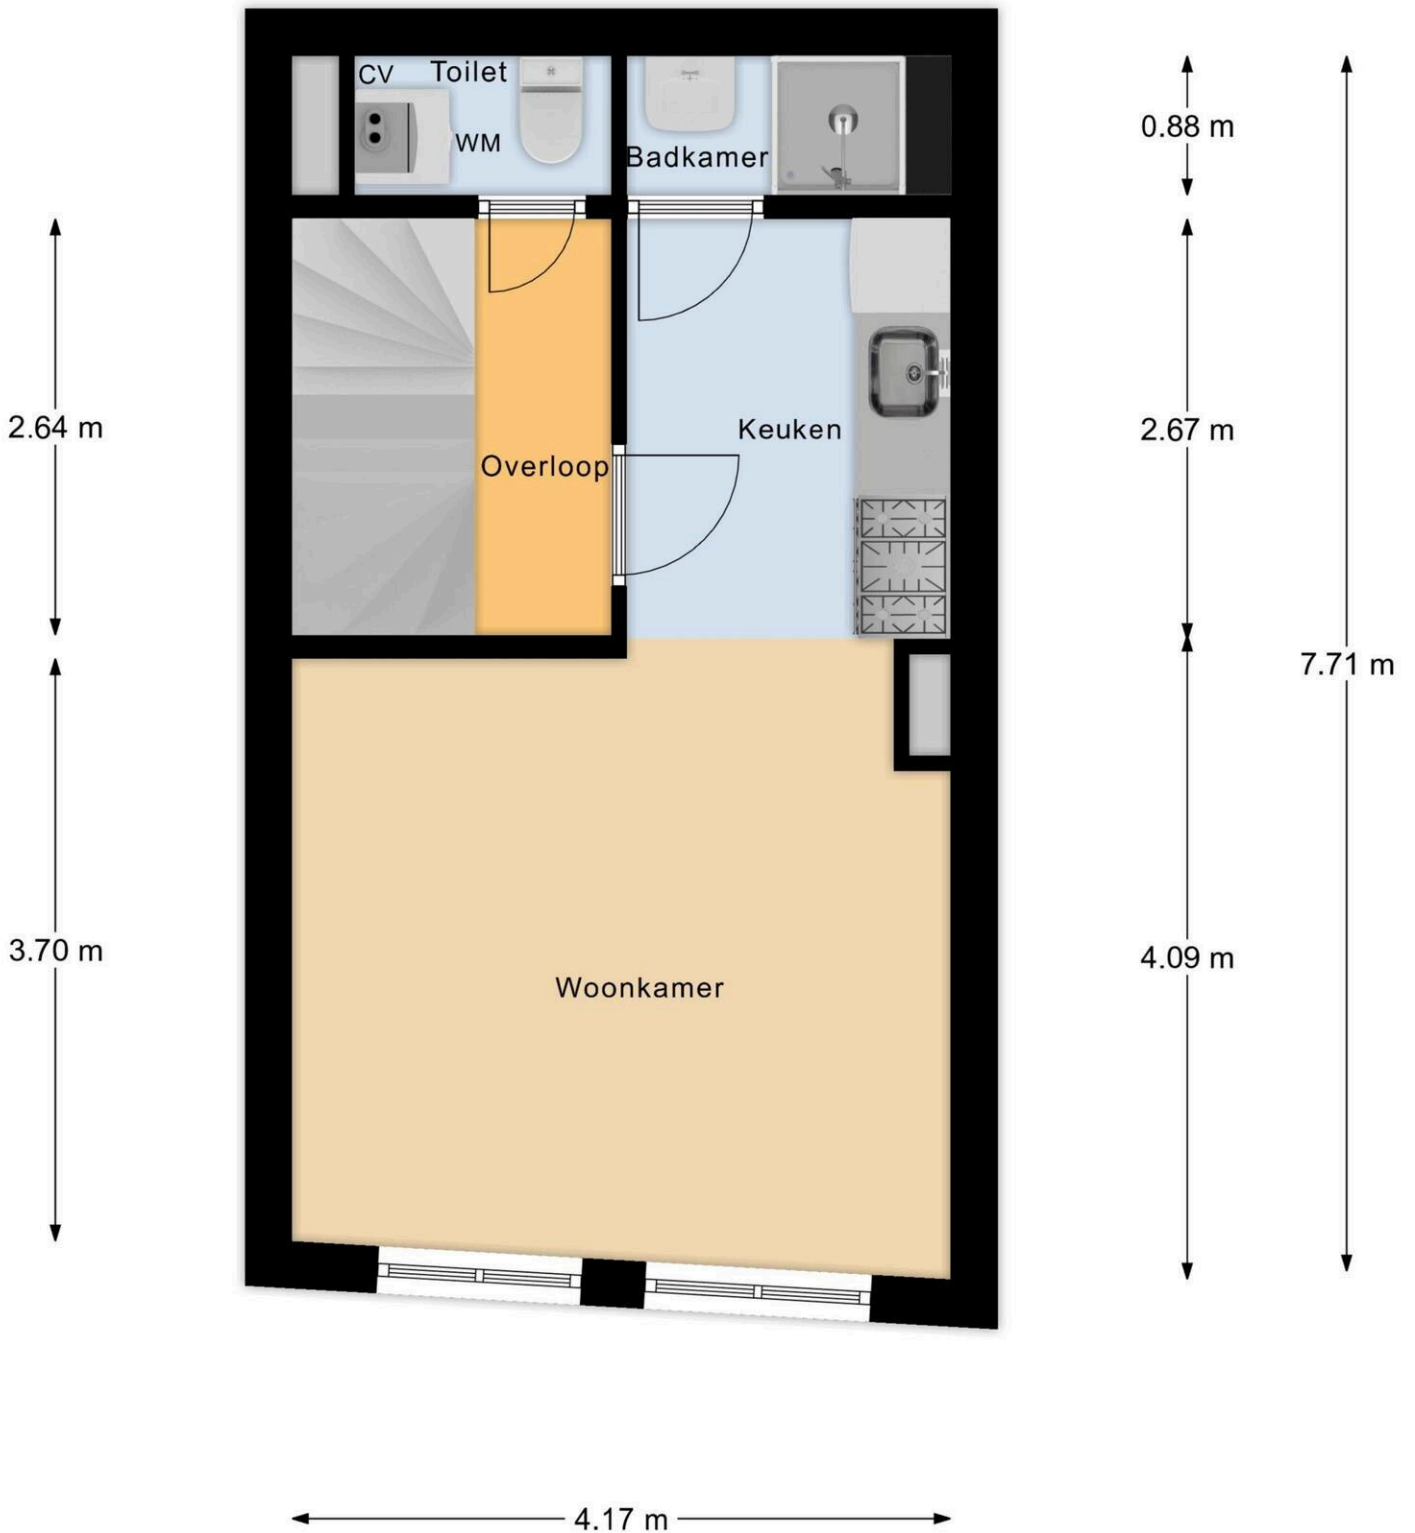 CV
Toilet
WM
Badkamer
0.88 m
2.64 m
Overloop
Keuken
2.67 m
7.71 m
3.70 m
Woonkamer
4.09 m
4.17 m